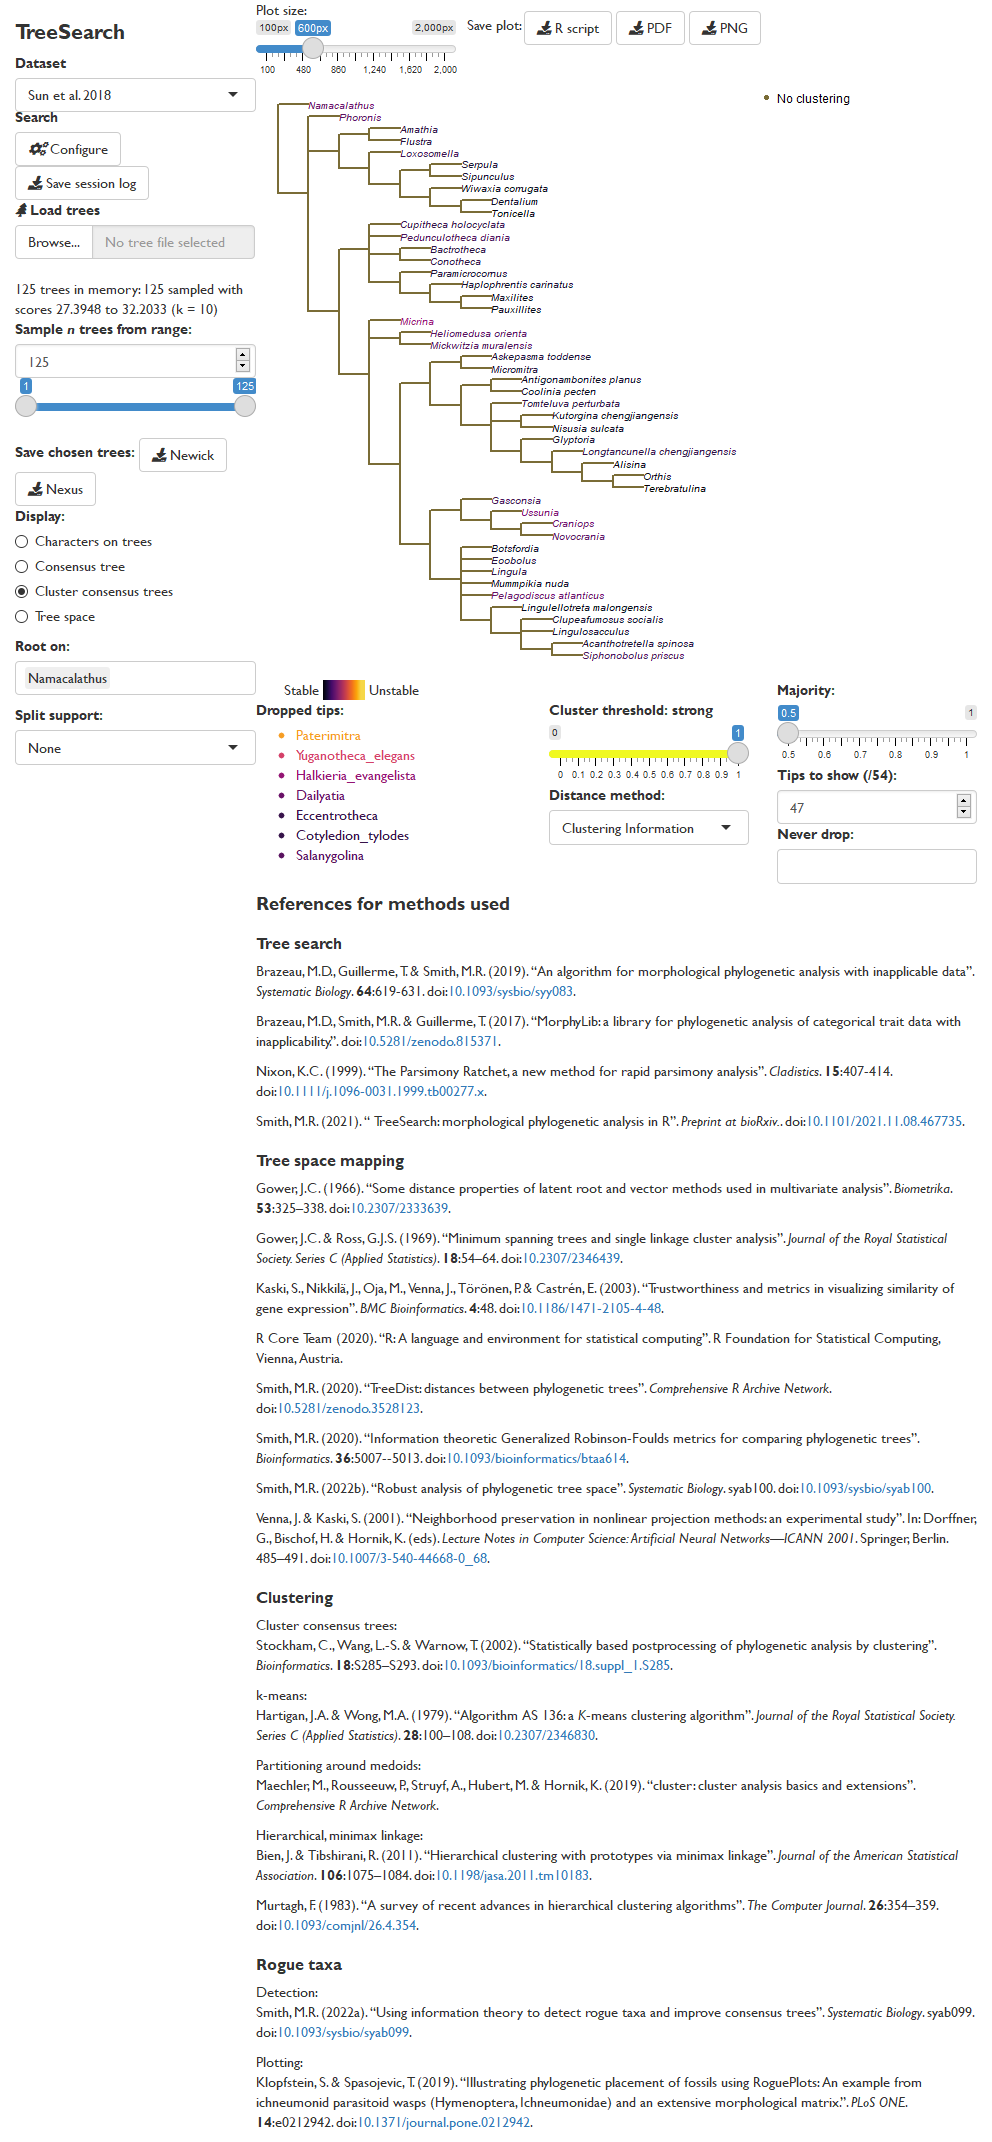 TreeSearch
Dataset
Sun et al. 2018
Search
Configure
Save session log
Load trees
Browse...
No tree file selected
125 trees in memory: 125 sampled with
scores 27.3948 to 32.2033 (k = 10)
Sample n trees from range:
125
1
125
Save chosen trees:
Newick
Nexus
Display:
Characters on trees
Consensus tree
Cluster consensus trees
Tree space
Root on:
Namacalathus
Split support:
None
Plot size:
100px
600px
2,000px
100 480 860 1,240 1,620 2,000
Save plot:
R script
PDF
PNG
No clustering
Namacalathus
Phoronis
Amathia
Flustra
Loxosomella
Serpula
Sipunculus
Wiwaxia corrugata
Dentalium
Tonicella
Cupitheca holocyclata
Pedunculotheca diania
Bactrotheca
Conotheca
Paramicrocornus
Haplophrentis carinatus
Maxilites
Pauxillites
Micrina
Heliomedusa orienta
Mickwitzia muralensis
Askepasma toddense
Micromitra
Antigonambonites planus
Coolinia pecten
Tomteluva perturbata
Kutorgina chengjiangensis
Nisusia sulcata
Glyptoria
Longtancunella chengjiangensis
Alisina
Orthis
Terebratulina
Gasconsia
Ussunia
Craniops
Novocrania
Botsfordia
Eoobolus
Lingula
Mummpikia nuda
Pelagodiscus atlanticus
Lingulellotreta malongensis
Clupeafumosus socialis
Lingulosacculus
Acanthotretella spinosa
Siphonobolus priscus
Stable
Unstable
Dropped tips:
Paterimitra
Yuganotheca_elegans
Halkieria_evangelista
Dailyatia
Eccentrotheca
Cotyledion_tylodes
Salanygolina
Cluster threshold: strong
0
1
0 0.1 0.2 0.3 0.4 0.5 0.6 0.7 0.8 0.9 1
Distance method:
Clustering Information
Majority:
0.5
1
0.5 0.6 0.7 0.8 0.9 1
Tips to show (/54):
47
Never drop:
References for methods used
Tree search
Brazeau, M.D., Guillerme, T. & Smith, M.R. (2019). “An algorithm for morphological phylogenetic analysis with inapplicable data”.
Systematic Biology. 64:619-631. doi:10.1093/sysbio/syy083.
Brazeau, M.D., Smith, M.R. & Guillerme, T. (2017). “MorphyLib: a library for phylogenetic analysis of categorical trait data with
inapplicability.”. doi:10.5281/zenodo.815371.
Nixon, K.C. (1999). “The Parsimony Ratchet, a new method for rapid parsimony analysis”. Cladistics. 15:407-414.
doi:10.1111/j.1096-0031.1999.tb00277.x.
Smith, M.R. (2021). “ TreeSearch: morphological phylogenetic analysis in R”. Preprint at bioRxiv.. doi:10.1101/2021.11.08.467735.
Tree space mapping
Gower, J.C. (1966). “Some distance properties of latent root and vector methods used in multivariate analysis”. Biometrika.
53:325–338. doi:10.2307/2333639.
Gower, J.C. & Ross, G.J.S. (1969). “Minimum spanning trees and single linkage cluster analysis”. Journal of the Royal Statistical
Society. Series C (Applied Statistics). 18:54–64. doi:10.2307/2346439.
Kaski, S., Nikkilä, J., Oja, M., Venna, J., Törönen, P. & Castrén, E. (2003). “Trustworthiness and metrics in visualizing similarity of
gene expression”. BMC Bioinformatics. 4:48. doi:10.1186/1471-2105-4-48.
R Core Team (2020). “R: A language and environment for statistical computing”. R Foundation for Statistical Computing,
Vienna, Austria.
Smith, M.R. (2020). “TreeDist: distances between phylogenetic trees”. Comprehensive R Archive Network.
doi:10.5281/zenodo.3528123.
Smith, M.R. (2020). “Information theoretic Generalized Robinson-Foulds metrics for comparing phylogenetic trees”.
Bioinformatics. 36:5007--5013. doi:10.1093/bioinformatics/btaa614.
Smith, M.R. (2022b). “Robust analysis of phylogenetic tree space”. Systematic Biology. syab100. doi:10.1093/sysbio/syab100.
Venna, J. & Kaski, S. (2001). “Neighborhood preservation in nonlinear projection methods: an experimental study”. In: Dorffner,
G., Bischof, H. & Hornik, K. (eds). Lecture Notes in Computer Science: Artificial Neural Networks—ICANN 2001. Springer, Berlin.
485–491. doi:10.1007/3-540-44668-0_68.
Clustering
Cluster consensus trees:
Stockham, C., Wang, L.-S. & Warnow, T. (2002). “Statistically based postprocessing of phylogenetic analysis by clustering”.
Bioinformatics. 18:S285–S293. doi:10.1093/bioinformatics/18.suppl_1.S285.
k-means:
Hartigan, J.A. & Wong, M.A. (1979). “Algorithm AS 136: a K-means clustering algorithm”. Journal of the Royal Statistical Society.
Series C (Applied Statistics). 28:100–108. doi:10.2307/2346830.
Partitioning around medoids:
Maechler, M., Rousseeuw, P., Struyf, A., Hubert, M. & Hornik, K. (2019). “cluster: cluster analysis basics and extensions”.
Comprehensive R Archive Network.
Hierarchical, minimax linkage:
Bien, J. & Tibshirani, R. (2011). “Hierarchical clustering with prototypes via minimax linkage”. Journal of the American Statistical
Association. 106:1075–1084. doi:10.1198/jasa.2011.tm10183.
Murtagh, F. (1983). “A survey of recent advances in hierarchical clustering algorithms”. The Computer Journal. 26:354–359.
doi:10.1093/comjnl/26.4.354.
Rogue taxa
Detection:
Smith, M.R. (2022a). “Using information theory to detect rogue taxa and improve consensus trees”. Systematic Biology. syab099.
doi:10.1093/sysbio/syab099.
Plotting:
Klopfstein, S. & Spasojevic, T. (2019). “Illustrating phylogenetic placement of fossils using RoguePlots: An example from
ichneumonid parasitoid wasps (Hymenoptera, Ichneumonidae) and an extensive morphological matrix.”. PLoS ONE.
14:e0212942. doi:10.1371/journal.pone.0212942.